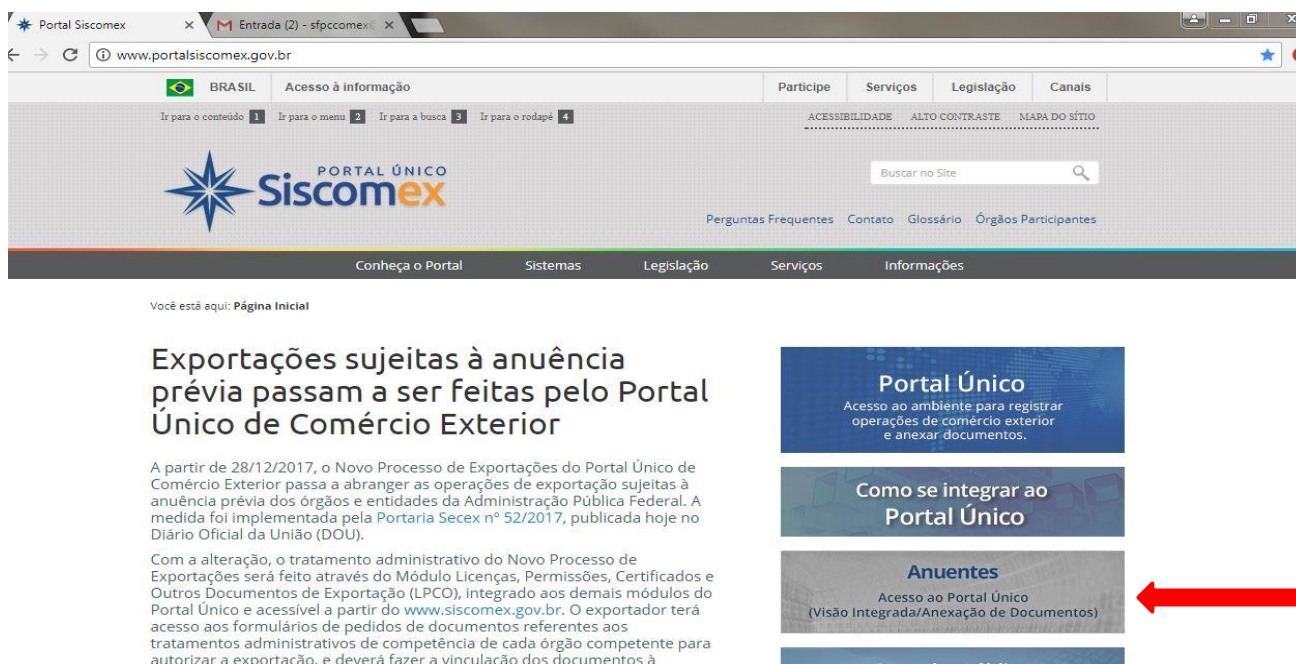 Portal Siscomex
Entrada (2) - sfpccomex
www.portalsiscomex.gov.br
BRASIL Acesso à informação Participe Serviços Legislação Canais
Ir para o conteúdo 1 Ir para o menu 2 Ir para a busca 3 Ir para o rodapé 4 ACESSIBILIDADE ALTO CONTRASTE MAPA DO SÍTIO
PORTAL ÚNICO
Siscomex
Buscar no Site
Perguntas Frequentes Contato Glossário Órgãos Participantes
Conheça o Portal Sistemas Legislação Serviços Informações
Você está aqui: Página Inicial
Exportações sujeitas à anuência
prévia passam a ser feitas pelo Portal
Único de Comércio Exterior
A partir de 28/12/2017, o Novo Processo de Exportações do Portal Único de
Comércio Exterior passa a abranger as operações de exportação sujeitas à
anuência prévia dos órgãos e entidades da Administração Pública Federal. A
medida foi implementada pela Portaria Secex nº 52/2017, publicada hoje no
Diário Oficial da União (DOU).
Com a alteração, o tratamento administrativo do Novo Processo de
Exportações será feito através do Módulo Licenças, Permissões, Certificados e
Outros Documentos de Exportação (LPCO), integrado aos demais módulos do
Portal Único e acessível a partir do www.siscomex.gov.br. O exportador terá
acesso aos formulários de pedidos de documentos referentes aos
tratamentos administrativos de competência de cada órgão competente para
autorizar a exportação, e deverá fazer a vinculação dos documentos à
Portal Único
Acesso ao ambiente para registrar
operações de comércio exterior
e anexar documentos.
Como se integrar ao
Portal Único
Anuentes
Acesso ao Portal Único
(Visão Integrada/Anexação de Documentos)